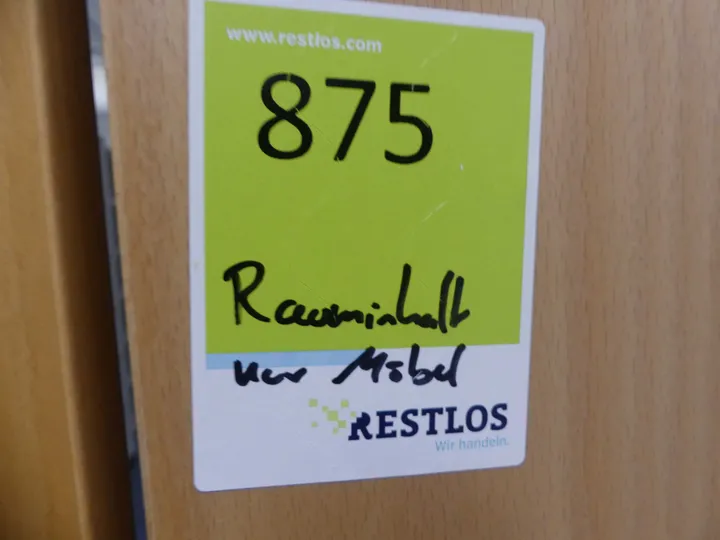 www.restlos.com
875
Rauminhalt
nur Möbel
RESTLOS
Wir handeln.